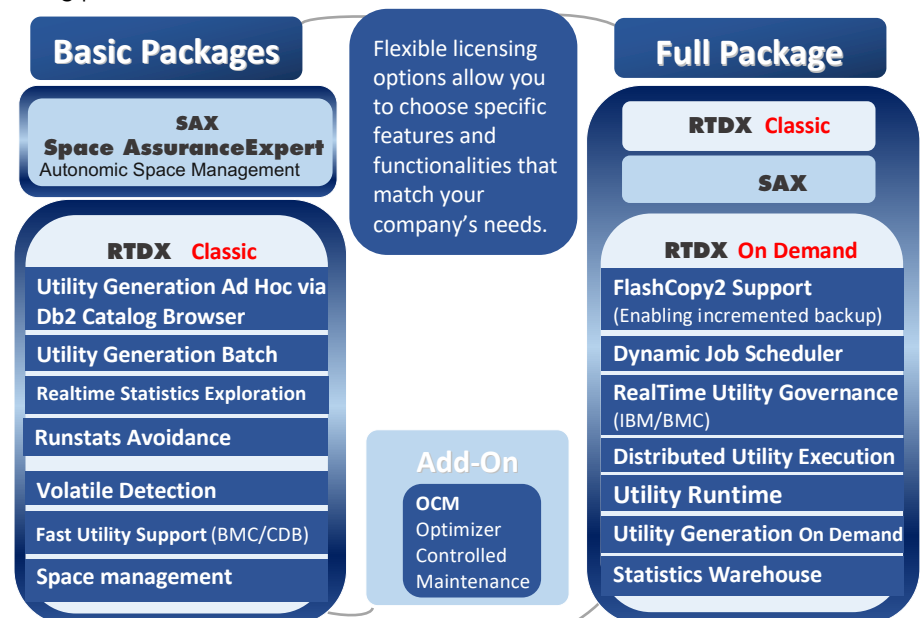 Basic Packages
SAX
Space AssuranceExpert
Autonomic Space Management
RTDX Classic
Utility Generation Ad Hoc via
Db2 Catalog Browser
Utility Generation Batch
Realtime Statistics Exploration
Runstats Avoidance
Volatile Detection
Fast Utility Support (BMC/CDB)
Space management
Flexible licensing
options allow you
to choose specific
features and
functionalities that
match your
company's needs.
Add-On
OCM
Optimizer
Controlled
Maintenance
Full Package
RTDX Classic
SAX
RTDX On Demand
FlashCopy2 Support
(Enabling incremented backup)
Dynamic Job Scheduler
RealTime Utility Governance
(IBM/BMC)
Distributed Utility Execution
Utility Runtime
Utility Generation On Demand
Statistics Warehouse